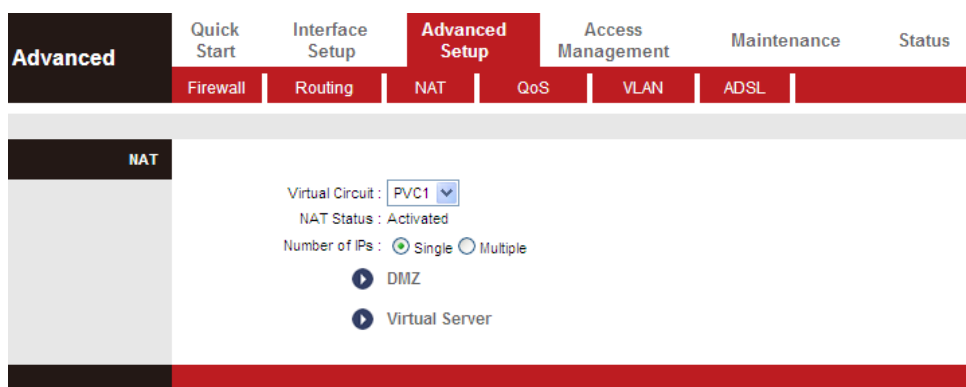 Advanced
Quick Start
Interface Setup
Advanced Setup
Access Management
Maintenance
Status
Firewall
Routing
NAT
QoS
VLAN
ADSL
NAT
Virtual Circuit : PVC1
NAT Status : Activated
Number of IPs : Single Multiple
DMZ
Virtual Server